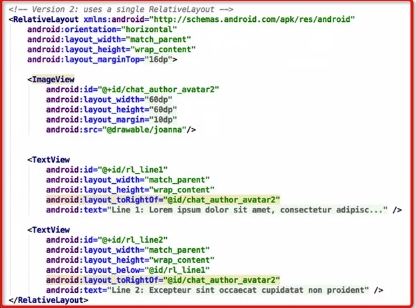 <!-- Version 2: uses a single RelativeLayout -->
<RelativeLayout xmlns:android="http://schemas.android.com/apk/res/android"
android:orientation="horizontal"
android:layout_width="match_parent"
android:layout_height="wrap_content"
android:layout_marginTop="16dp">
<ImageView
android:id="@+id/chat_author_avatar2"
android:layout_width="60dp"
android:layout_height="60dp"
android:layout_margin="10dp"
android:src="@drawable/joanna"/>
<TextView
android:id="@+id/rl_line1"
android:layout_width="match_parent"
android:layout_height="wrap_content"
android:layout_toRightOf="@id/chat_author_avatar2"
android:text="Line 1: Lorem ipsum dolor sit amet, consectetur adipisc..." />
<TextView
android:id="@+id/rl_line2"
android:layout_width="match_parent"
android:layout_height="wrap_content"
android:layout_below="@id/rl_line1"
android:layout_toRightOf="@id/chat_author_avatar2"
android:text="Line 2: Excepteur sint occaecat cupidatat non proident" />
</RelativeLayout>